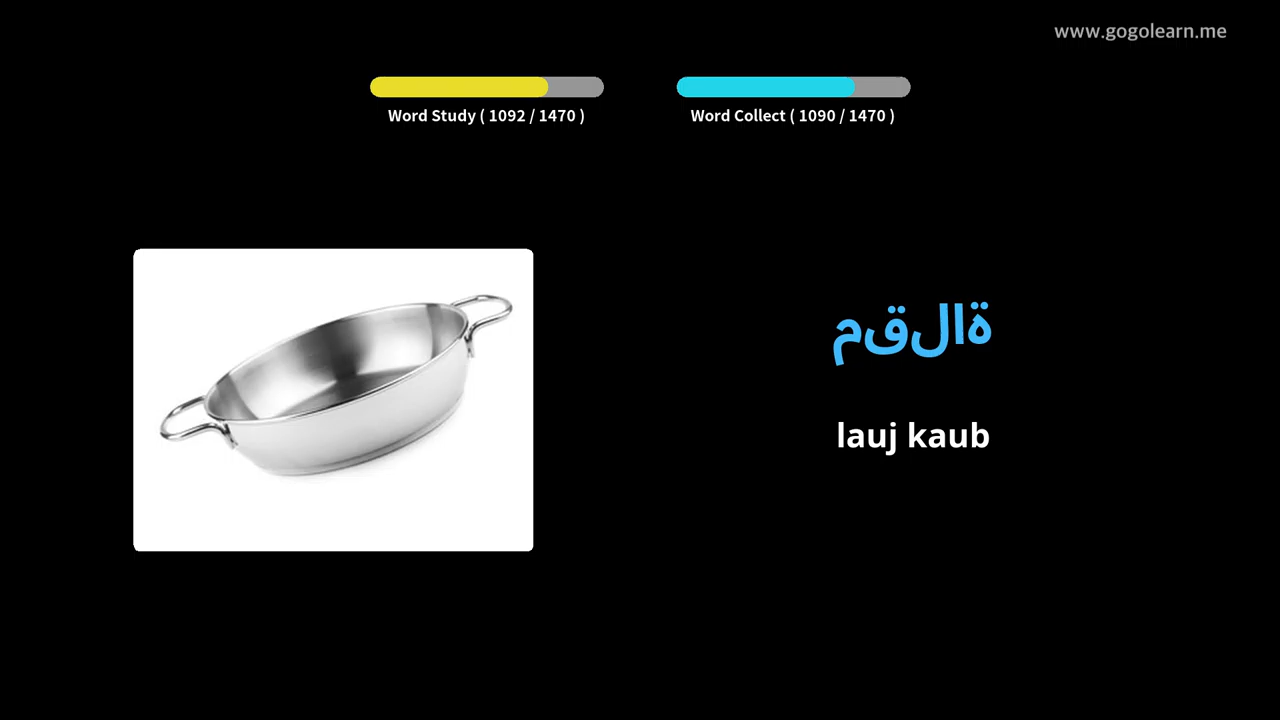 www.gogolearn.me
Word Study ( 1092 / 1470 )
Word Collect ( 1090 / 1470 )
مقلاة
lauj kaub